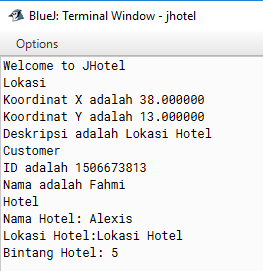 BlueJ: Terminal Window - jhotel
Options
Welcome to JHotel
Lokasi
Koordinat X adalah 38.000000
Koordinat Y adalah 13.000000
Deskripsi adalah Lokasi Hotel
Customer
ID adalah 1506673813
Nama adalah Fahmi
Hotel
Nama Hotel: Alexis
Lokasi Hotel:Lokasi Hotel
Bintang Hotel: 5